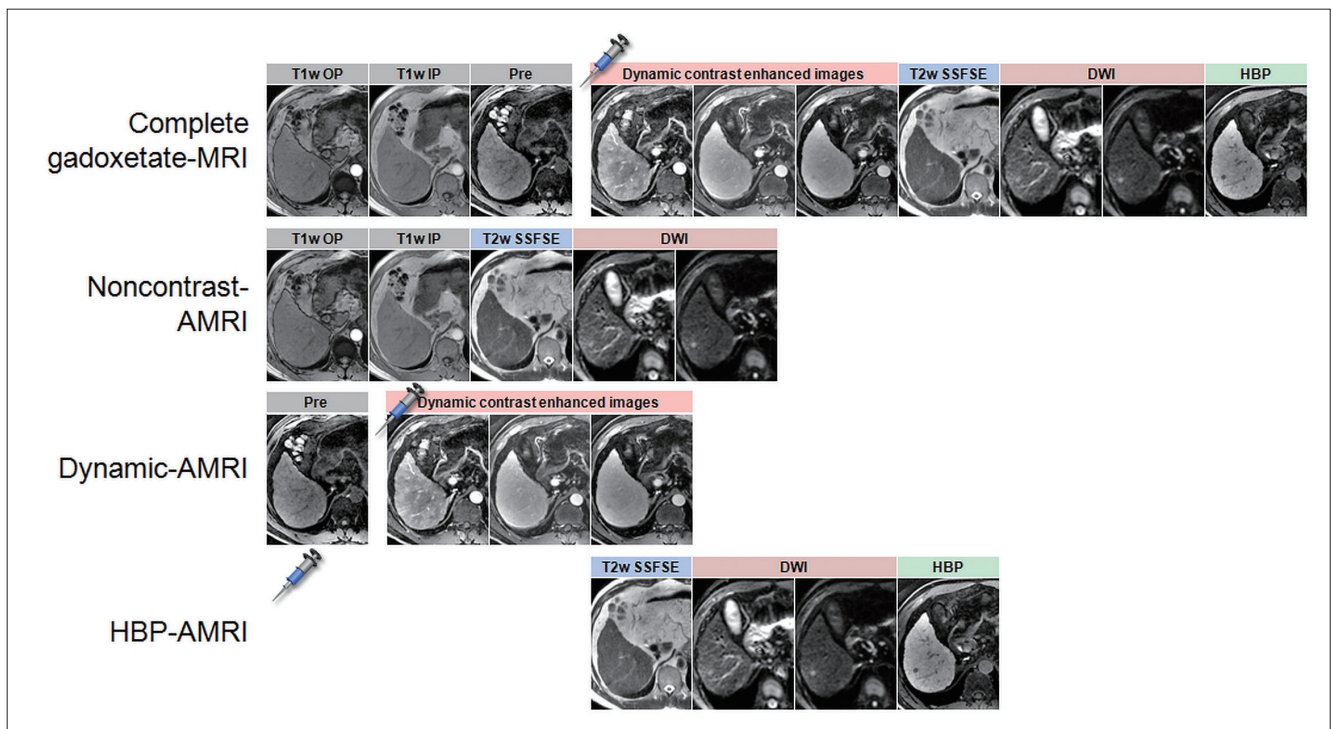 T1w OP T1w IP Pre Dynamic contrast enhanced images T2w SSFSE DWI HBP
Complete
gadoxetate-MRI
T1w OP T1w IP T2w SSFSE DWI
Noncontrast-
AMRI
Pre Dynamic contrast enhanced images
Dynamic-AMRI
T2w SSFSE DWI HBP
HBP-AMRI